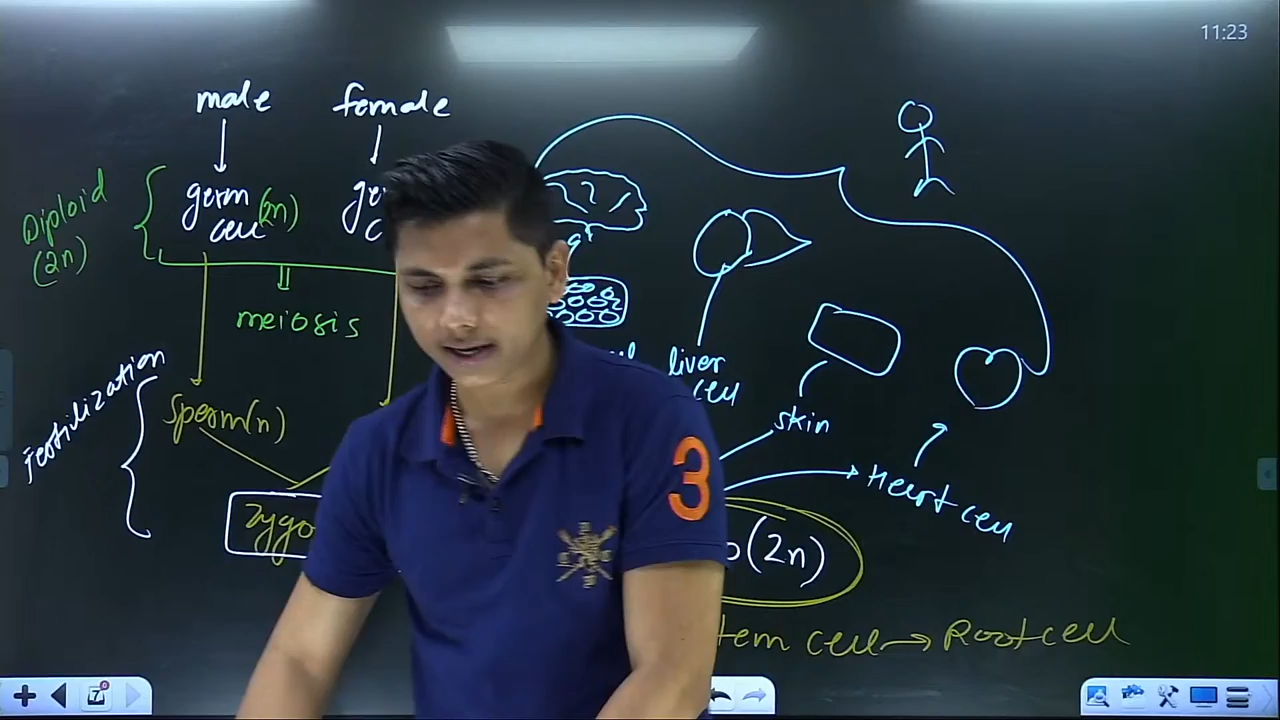 11:23
male female
germ
cell (2n)
Diploid
(2n)
meiosis
Fertilization
sperm(n)
liver
cell
skin
Heart cell
3
(2n)
cell → Root cell